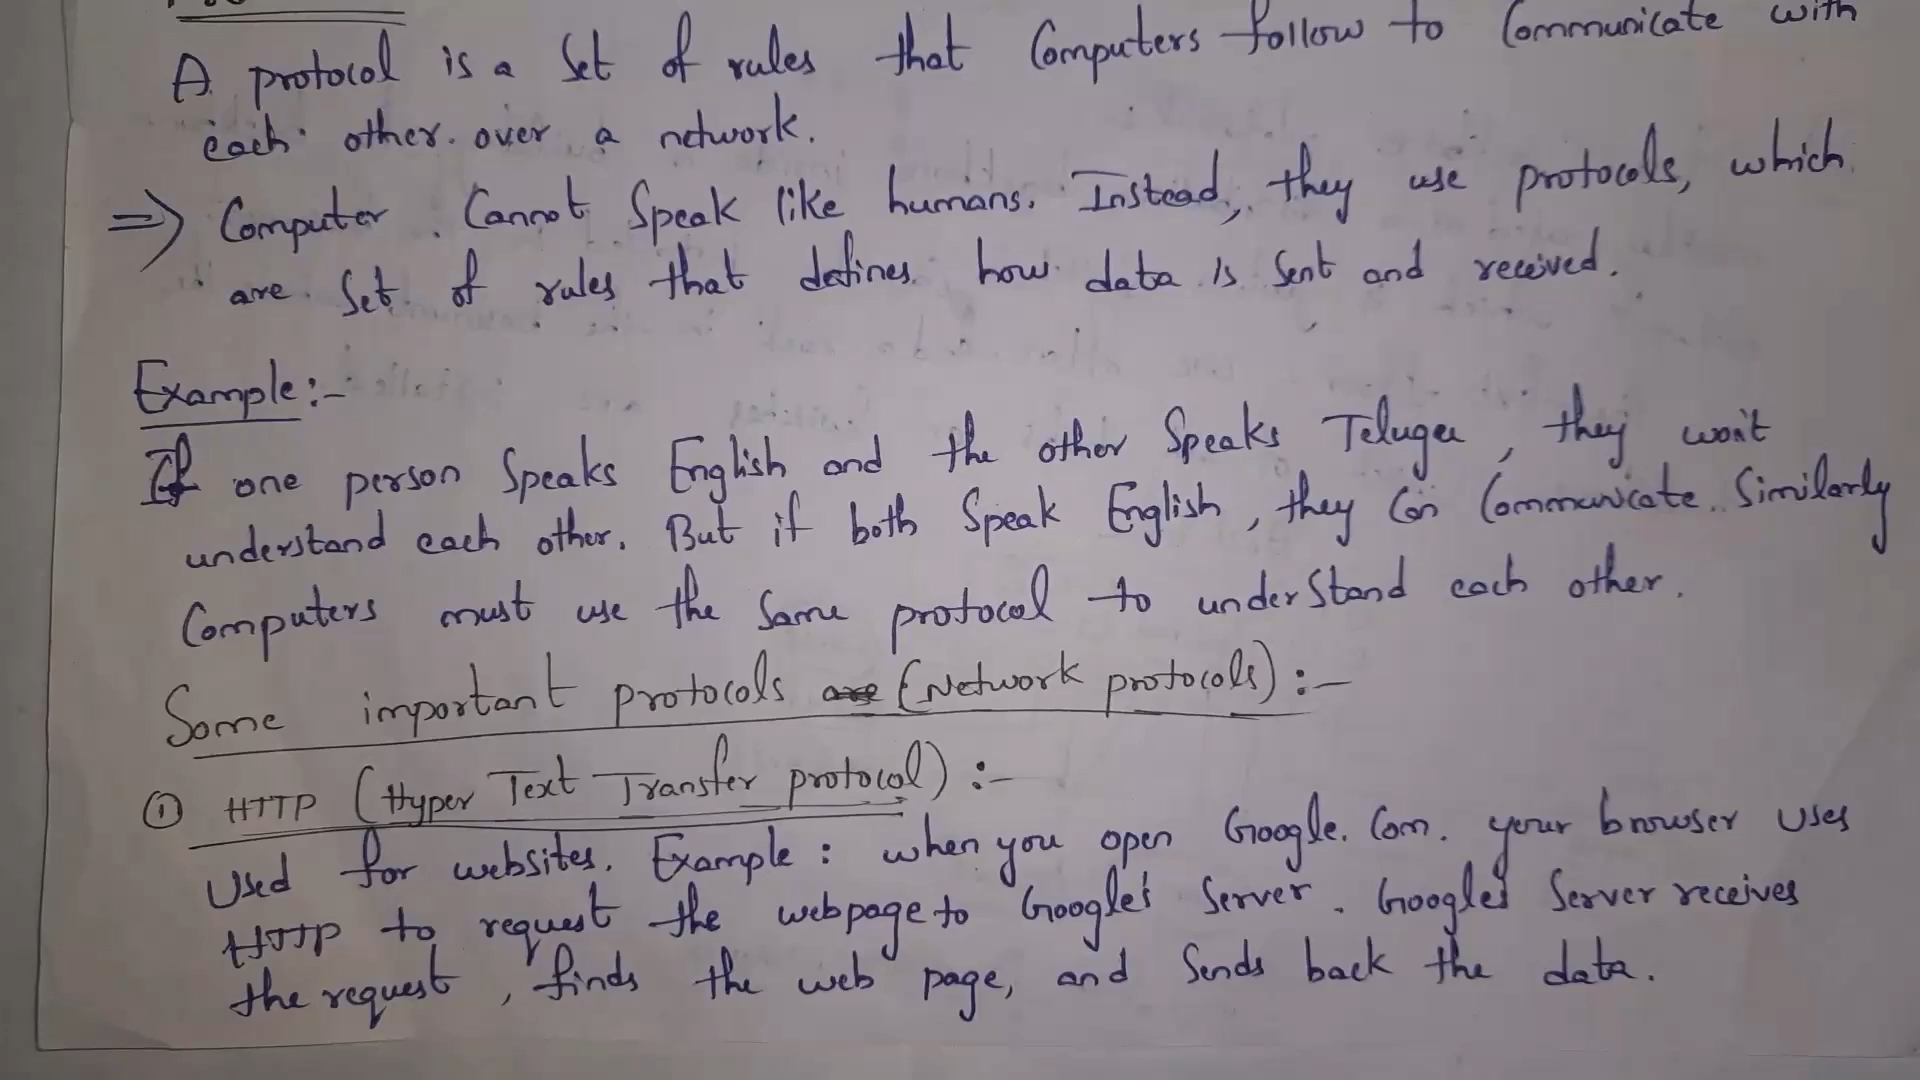 A protocol is a set of rules that Computers follow to Communicate with
each other over a network.
=> Computer Cannot Speak like humans. Instead, they use protocols, which
are set of rules that defines how data is sent and received.
Example:-
If one person Speaks English and the other Speaks Telugu, they won't
understand each other. But if both Speak English, they Can Communicate. Similarly
Computers must use the Same protocol to understand each other.
Some important protocols are (Network protocols) :-
① HTTP (Hyper Text Transfer protocol) :-
Used for websites. Example : when you open Google.Com. your browser uses
HTTP to request the webpage to Google's Server. Google's Server receives
the request, finds the web page, and Sends back the data.